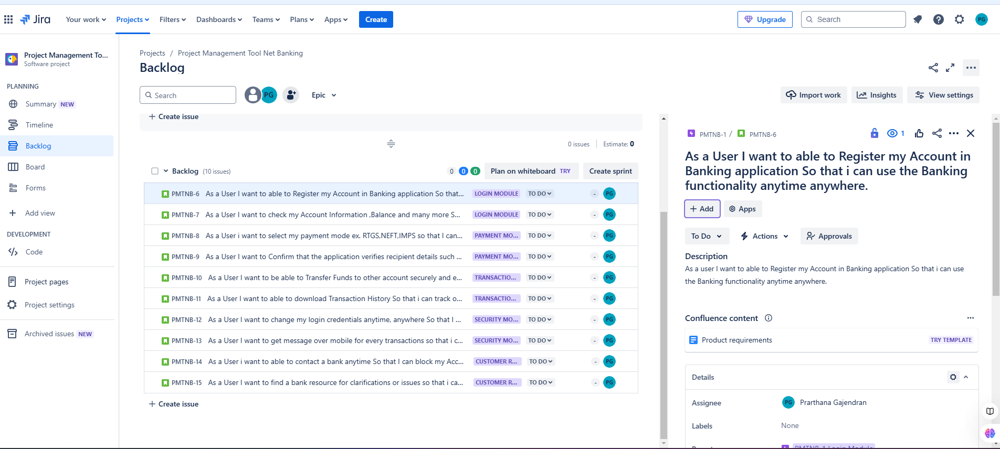 Jira
Your work
Projects
Filters
Dashboards
Teams
Plans
Apps
Create
Upgrade
Search
PG
Project Management To...
Software project
PLANNING
Summary NEW
Timeline
Backlog
Board
Forms
Add view
DEVELOPMENT
Code
Project pages
Project settings
Archived issues NEW
Projects / Project Management Tool Net Banking
Backlog
Search
PG
Epic
Import work
Insights
View settings
+ Create issue
0 issues
Estimate: 0
Backlog (10 issues)
0 0 0
Plan on whiteboard TRY
Create sprint
PMTNB-6 As a User I want to able to Register my Account in Banking application So that... LOGIN MODULE TO DO - PG
PMTNB-7 As a User I want to check my Account Information ,Balance and many more S... LOGIN MODULE TO DO - PG
PMTNB-8 As a User i want to select my payment mode ex. RTGS,NEFT,IMPS so that I can... PAYMENT MO... TO DO - PG
PMTNB-9 As a User I want to Confirm that the application verifies recipient details such ... PAYMENT MO... TO DO - PG
PMTNB-10 As a User I want to be able to Transfer Funds to other account securely and e... TRANSACTIO... TO DO - PG
PMTNB-11 As a User I want to able to download Transaction History So that i can track o... TRANSACTIO... TO DO - PG
PMTNB-12 As a User I want to change my login credentials anytime, anywhere So that I ... SECURITY MO... TO DO - PG
PMTNB-13 As a User I want to get message over mobile for every transactions so that i c... SECURITY MO... TO DO - PG
PMTNB-14 As a User i want to able to contact a bank anytime So that I can block my Acc... CUSTOMER R... TO DO - PG
PMTNB-15 As a User I want to find a bank resource for clarifications or issues so that i ca... CUSTOMER R... TO DO - PG
+ Create issue
PMTNB-1 / PMTNB-6
1
As a User I want to able to Register my Account in
Banking application So that i can use the Banking
functionality anytime anywhere.
+ Add
Apps
To Do
Actions
Approvals
Description
As a user I want to able to Register my Account in Banking application So that i can use
the Banking functionality anytime anywhere.
Confluence content
Product requirements TRY TEMPLATE
Details
Assignee PG Prarthana Gajendran
Labels None
PMTNB-1 Login Module